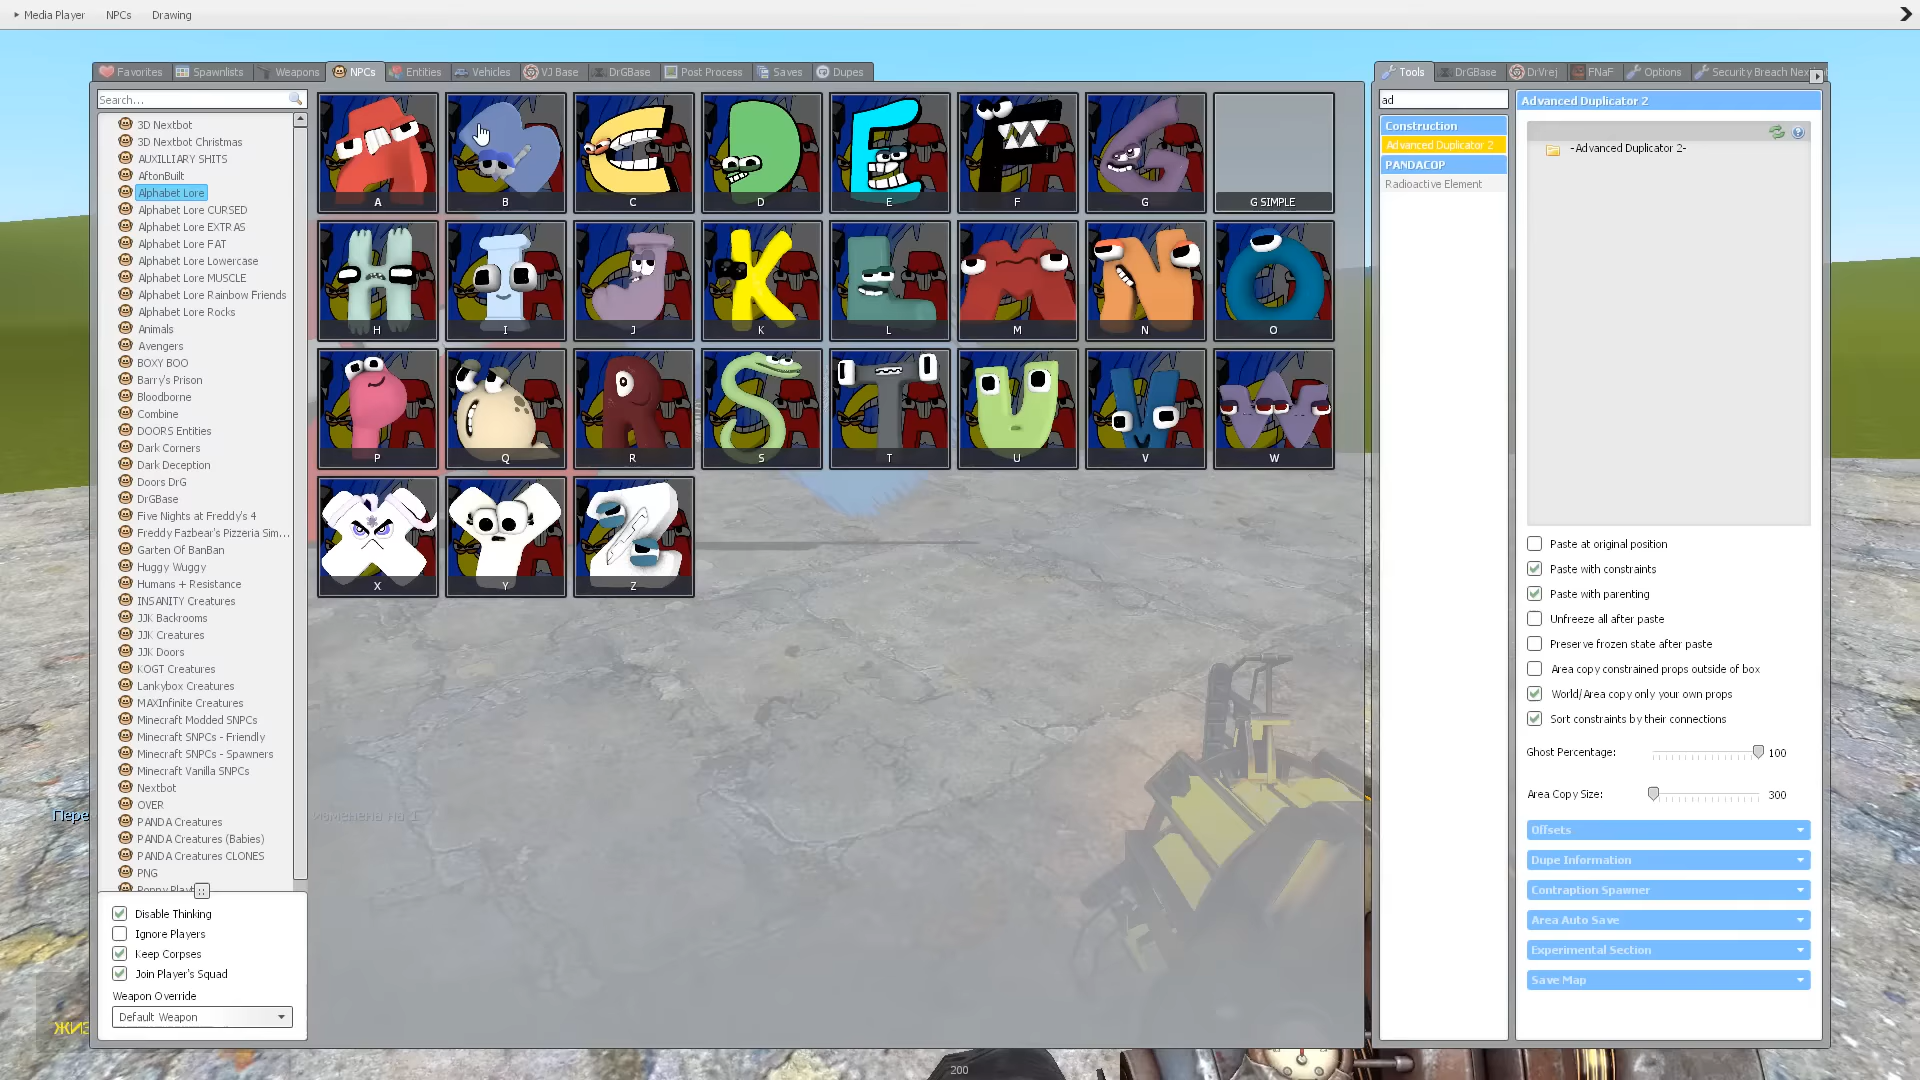 Media Player NPCs Drawing
Favorites Spawnlists Weapons NPCs Entities Vehicles VJ Base DrGBase Post Process Saves Dupes
Search...
3D Nextbot
3D Nextbot Christmas
AUXILLIARY SHITS
AftonBuilt
Alphabet Lore
Alphabet Lore CURSED
Alphabet Lore EXTRAS
Alphabet Lore FAT
Alphabet Lore Lowercase
Alphabet Lore MUSCLE
Alphabet Lore Rainbow Friends
Alphabet Lore Rocks
Animals
Avengers
BOXY BOO
Barry's Prison
Bloodborne
Combine
DOORS Entities
Dark Corners
Dark Deception
Doors DrG
DrGBase
Five Nights at Freddy's 4
Freddy Fazbear's Pizzeria Sim...
Garten Of BanBan
Huggy Wuggy
Humans + Resistance
INSANITY Creatures
JJK Backrooms
JJK Creatures
JJK Doors
KOGT Creatures
Lankybox Creatures
MAXInfinite Creatures
Minecraft Modded SNPCs
Minecraft SNPCs - Friendly
Minecraft SNPCs - Spawners
Minecraft Vanilla SNPCs
Nextbot
OVER
PANDA Creatures
PANDA Creatures (Babies)
PANDA Creatures CLONES
PNG
Disable Thinking
Ignore Players
Keep Corpses
Join Player's Squad
Weapon Override
Default Weapon
A B C D E F G G SIMPLE
H I J K L M N O
P Q R S T U V W
X Y Z
Пере
изменена на 1
ЖИЗ
200
Tools DrGBase DrVrej FNaF Options Security Breach
ad
Construction
Advanced Duplicator 2
PANDACOP
Radioactive Element
Advanced Duplicator 2
-Advanced Duplicator 2-
Paste at original position
Paste with constraints
Paste with parenting
Unfreeze all after paste
Preserve frozen state after paste
Area copy constrained props outside of box
World/Area copy only your own props
Sort constraints by their connections
Ghost Percentage: 100
Area Copy Size: 300
Offsets
Dupe Information
Contraption Spawner
Area Auto Save
Experimental Section
Save Map